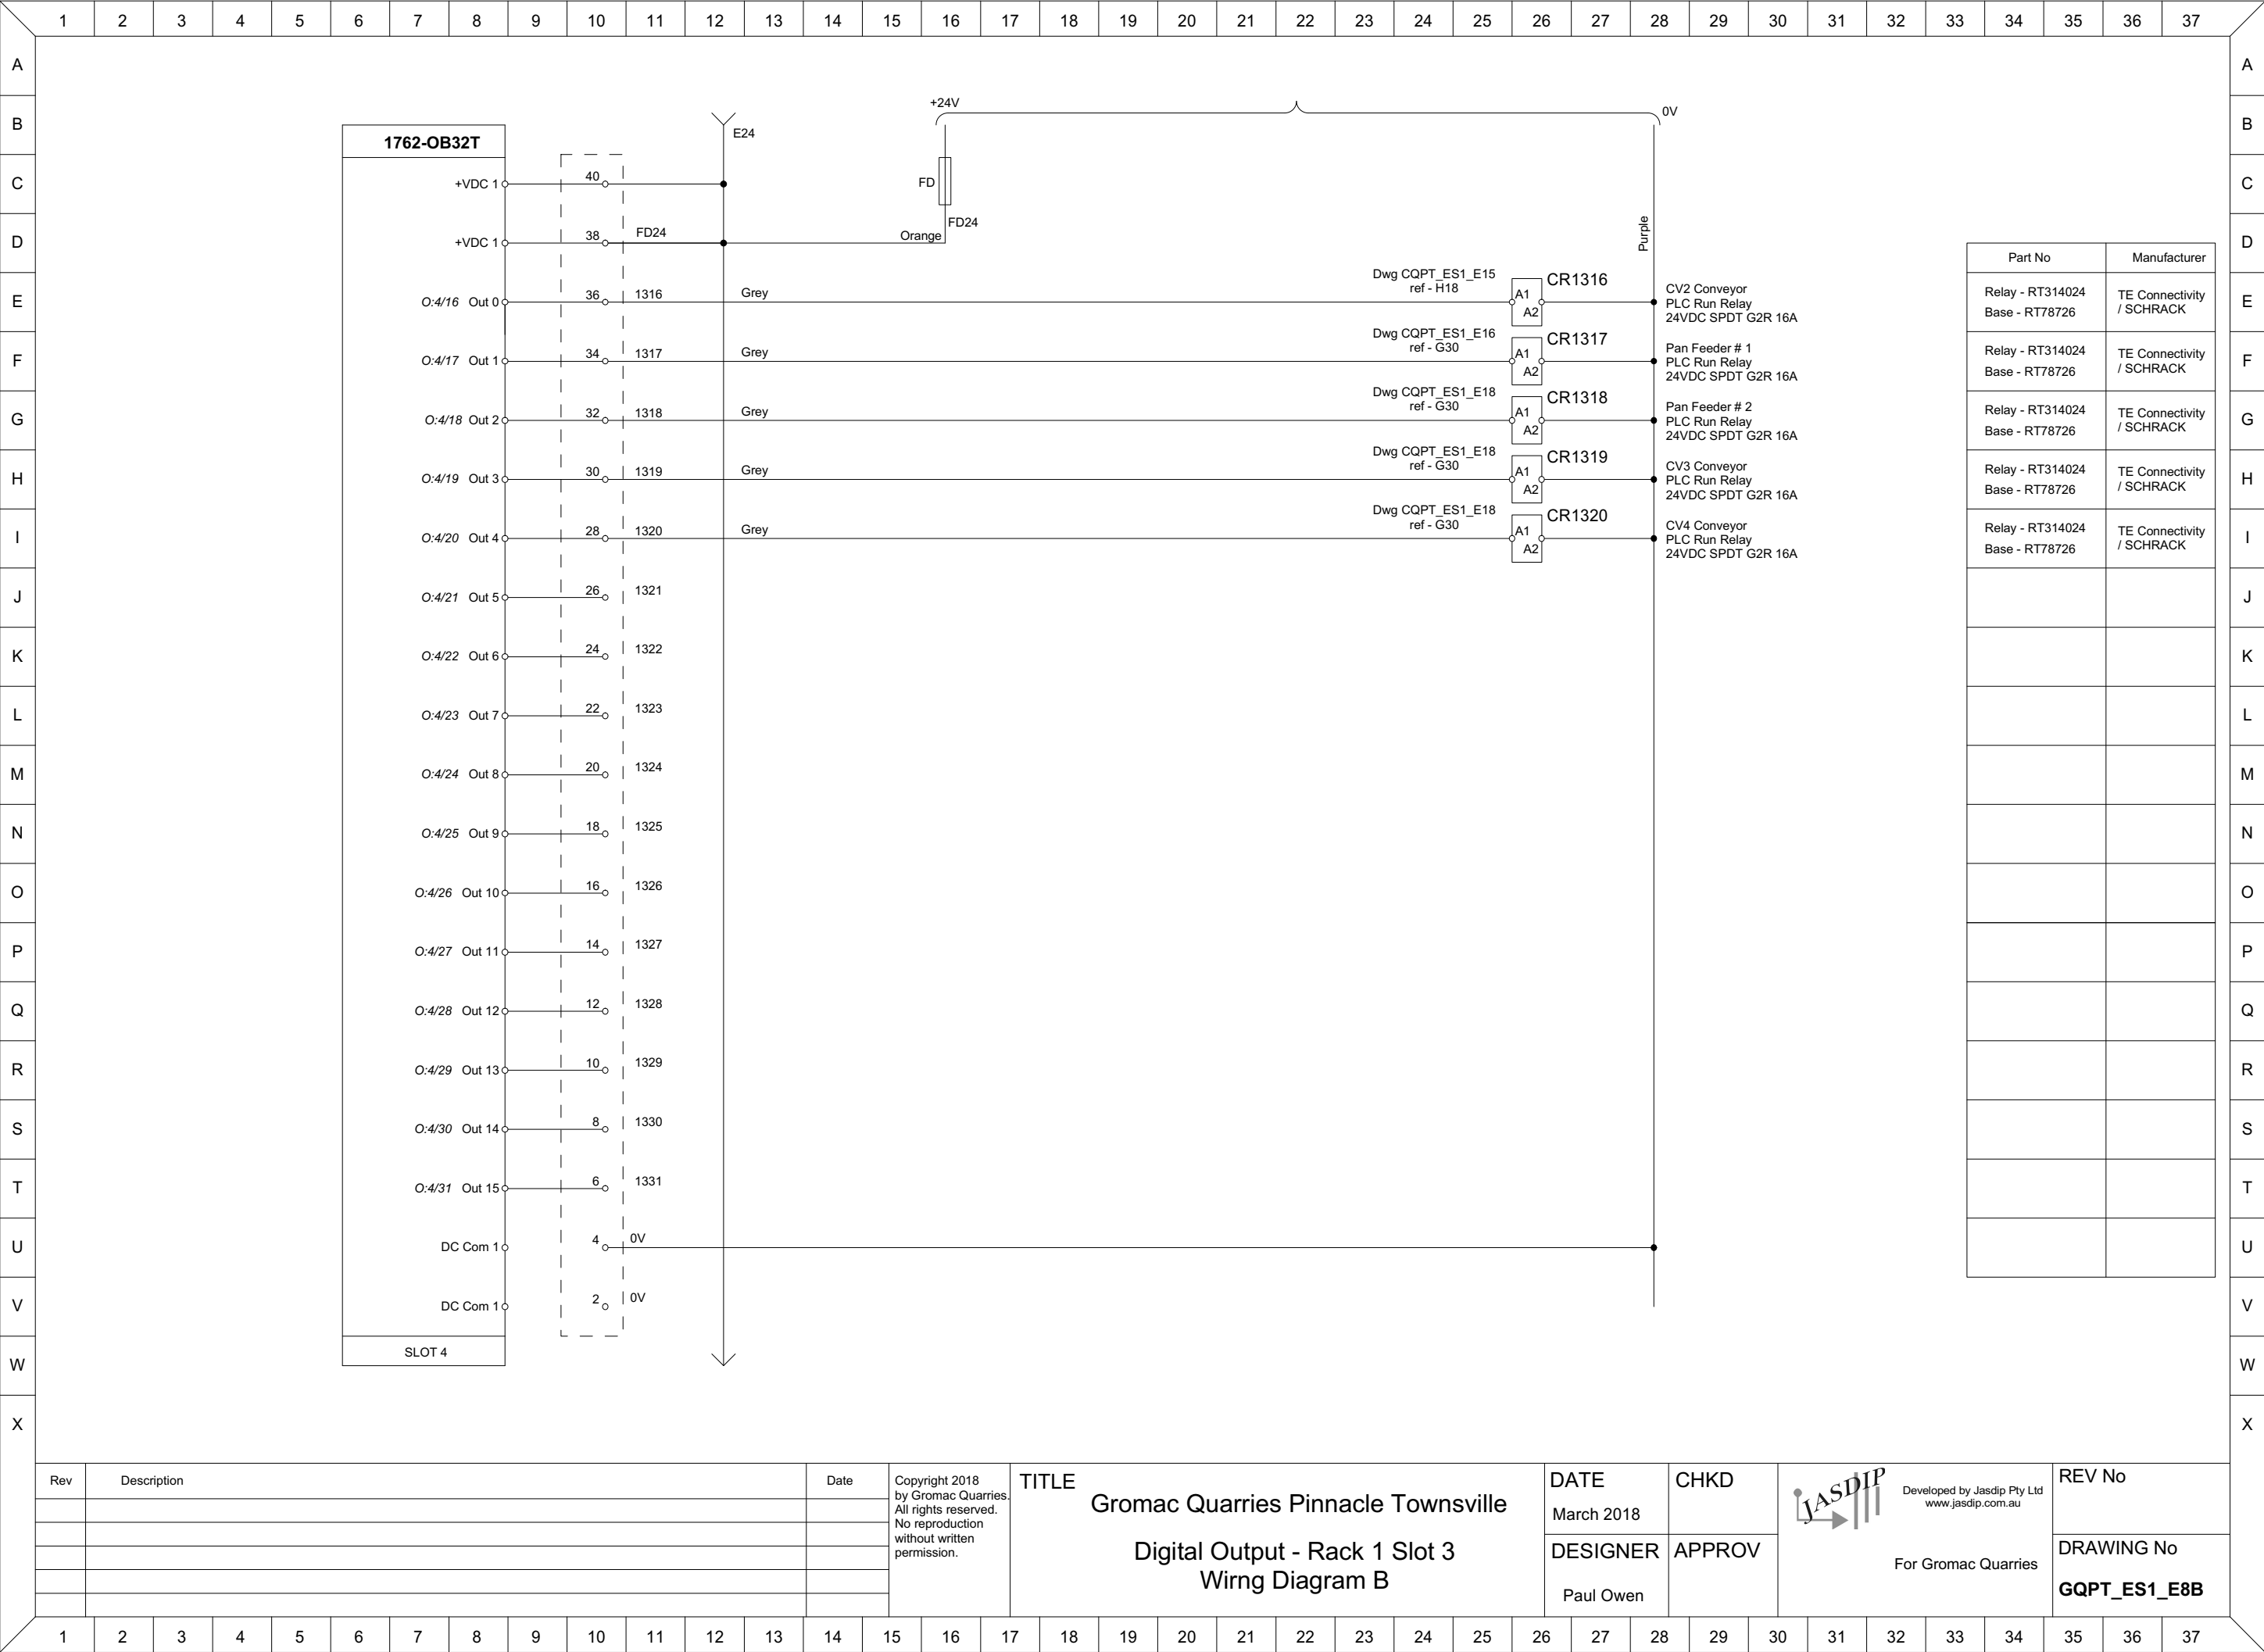 1 2 3 4 5 6 7 8 9 10 11 12 13 14 15 16 17 18 19 20 21 22 23 24 25 26 27 28 29 30 31 32 33 34 35 36 37
A A
B B
C C
D D
E E
F F
G G
H H
I I
J J
K K
L L
M M
N N
O O
P P
Q Q
R R
S S
T T
U U
V V
W W
X X
+24V
0V
E24
1762-OB32T
+VDC 1 40
FD
FD24
+VDC 1 38 FD24
Orange
Purple
O:4/16 Out 0 36 1316 Grey
Dwg CQPT_ES1_E15
ref - H18
A1
A2
CR1316
CV2 Conveyor
PLC Run Relay
24VDC SPDT G2R 16A
O:4/17 Out 1 34 1317 Grey
Dwg CQPT_ES1_E16
ref - G30
A1
A2
CR1317
Pan Feeder # 1
PLC Run Relay
24VDC SPDT G2R 16A
O:4/18 Out 2 32 1318 Grey
Dwg CQPT_ES1_E18
ref - G30
A1
A2
CR1318
Pan Feeder # 2
PLC Run Relay
24VDC SPDT G2R 16A
O:4/19 Out 3 30 1319 Grey
Dwg CQPT_ES1_E18
ref - G30
A1
A2
CR1319
CV3 Conveyor
PLC Run Relay
24VDC SPDT G2R 16A
O:4/20 Out 4 28 1320 Grey
Dwg CQPT_ES1_E18
ref - G30
A1
A2
CR1320
CV4 Conveyor
PLC Run Relay
24VDC SPDT G2R 16A
O:4/21 Out 5 26 1321
O:4/22 Out 6 24 1322
O:4/23 Out 7 22 1323
O:4/24 Out 8 20 1324
O:4/25 Out 9 18 1325
O:4/26 Out 10 16 1326
O:4/27 Out 11 14 1327
O:4/28 Out 12 12 1328
O:4/29 Out 13 10 1329
O:4/30 Out 14 8 1330
O:4/31 Out 15 6 1331
DC Com 1 4 0V
DC Com 1 2 0V
SLOT 4
Part No Manufacturer
Relay - RT314024
Base - RT78726
TE Connectivity
/ SCHRACK
Relay - RT314024
Base - RT78726
TE Connectivity
/ SCHRACK
Relay - RT314024
Base - RT78726
TE Connectivity
/ SCHRACK
Relay - RT314024
Base - RT78726
TE Connectivity
/ SCHRACK
Relay - RT314024
Base - RT78726
TE Connectivity
/ SCHRACK
Rev Description Date
Copyright 2018
by Gromac Quarries.
All rights reserved.
No reproduction
without written
permission.
TITLE
Gromac Quarries Pinnacle Townsville
Digital Output - Rack 1 Slot 3
Wirng Diagram B
DATE
March 2018
CHKD
DESIGNER
Paul Owen
APPROV
JASDIP
Developed by Jasdip Pty Ltd
www.jasdip.com.au
For Gromac Quarries
REV No
DRAWING No
GQPT_ES1_E8B
1 2 3 4 5 6 7 8 9 10 11 12 13 14 15 16 17 18 19 20 21 22 23 24 25 26 27 28 29 30 31 32 33 34 35 36 37